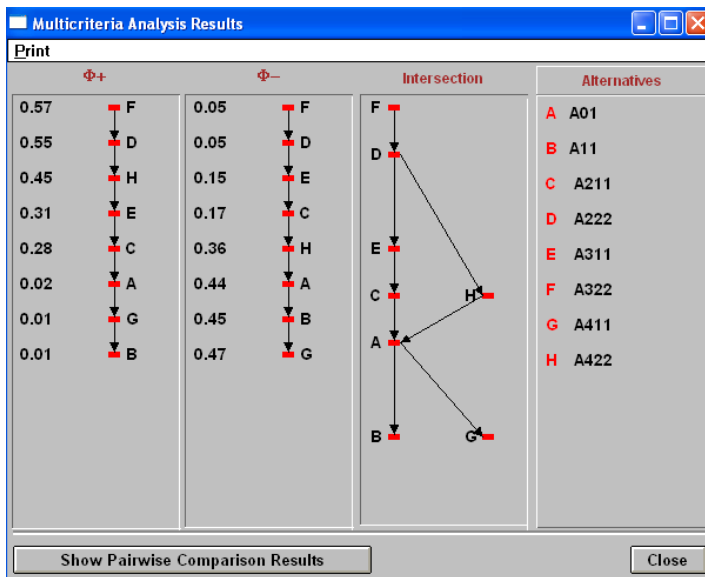 Multicriteria Analysis Results
Print
Φ+
0.57 F
0.55 D
0.45 H
0.31 E
0.28 C
0.02 A
0.01 G
0.01 B
Φ–
0.05 F
0.05 D
0.15 E
0.17 C
0.36 H
0.44 A
0.45 B
0.47 G
Intersection
F
D
E
C H
A
B G
Alternatives
A A01
B A11
C A211
D A222
E A311
F A322
G A411
H A422
Show Pairwise Comparison Results
Close